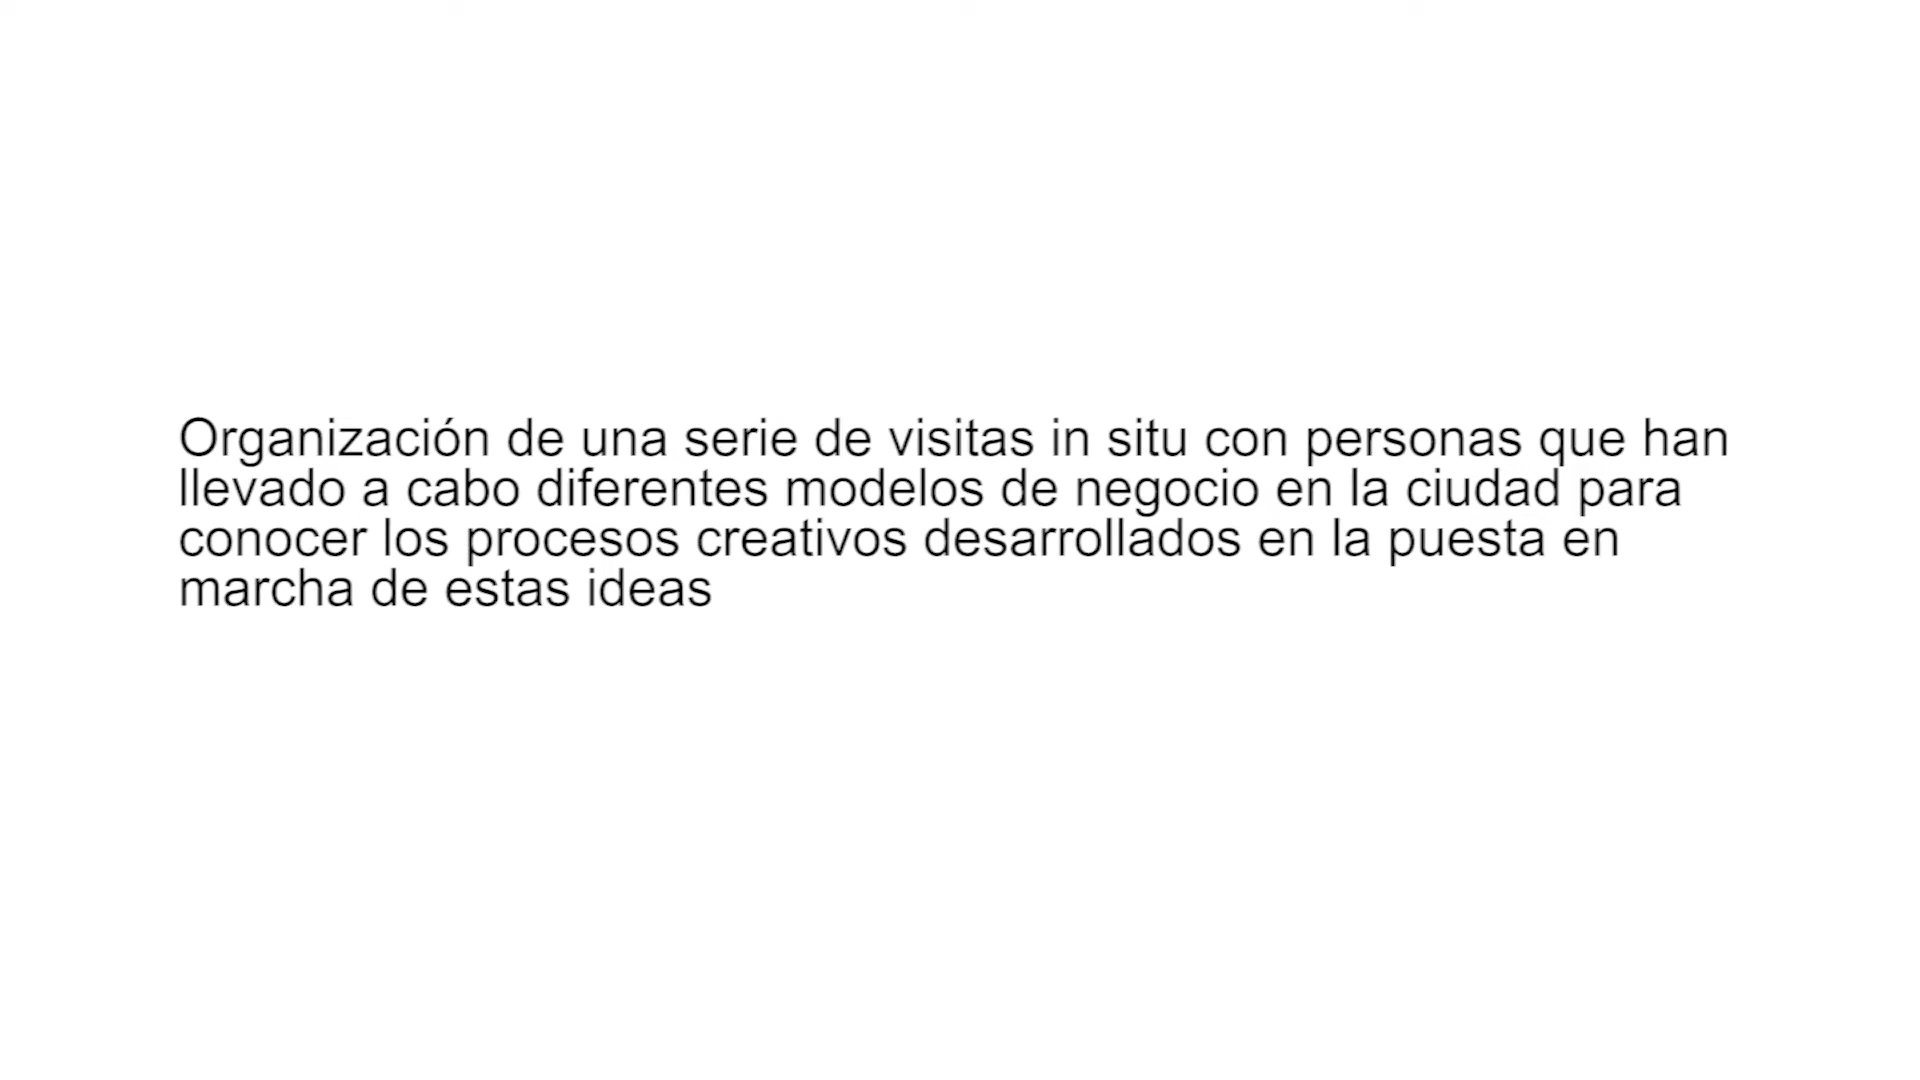 Organización de una serie de visitas in situ con personas que han
llevado a cabo diferentes modelos de negocio en la ciudad para
conocer los procesos creativos desarrollados en la puesta en
marcha de estas ideas